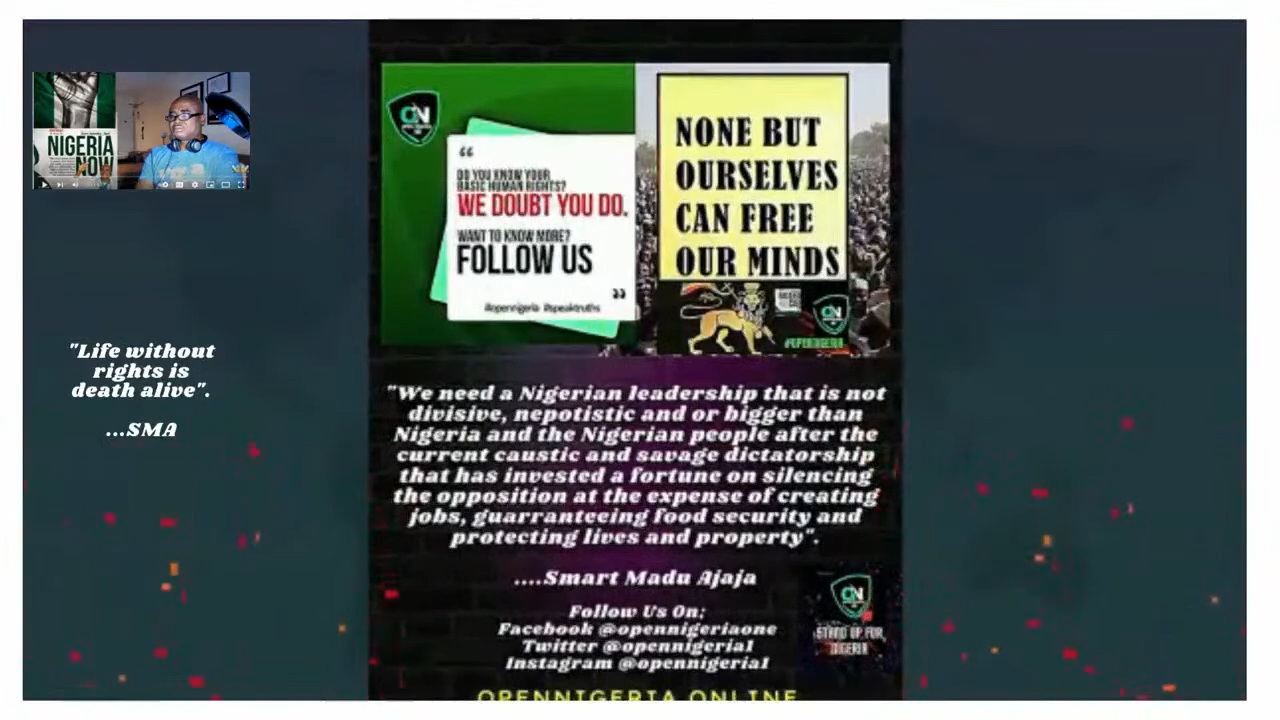 NIGERIA
NOW
"Life without
rights is
death alive".
...SMA
ON
“
DO YOU KNOW YOUR
BASIC HUMAN RIGHTS?
WE DOUBT YOU DO.
WANT TO KNOW MORE?
FOLLOW US
”
#opennigeria #speaktruths
NONE BUT
OURSELVES
CAN FREE
OUR MINDS
ON
#OPENNIGERIA
"We need a Nigerian leadership that is not
divisive, nepotistic and or bigger than
Nigeria and the Nigerian people after the
current caustic and savage dictatorship
that has invested a fortune on silencing
the opposition at the expense of creating
jobs, guarranteeing food security and
protecting lives and property".
....Smart Madu Ajaja
Follow Us On;
Facebook @opennigeriaone
Twitter @opennigeria1
Instagram @opennigeria1
ON
STAND UP FOR
NIGERIA
OPENNIGERIA ONLINE